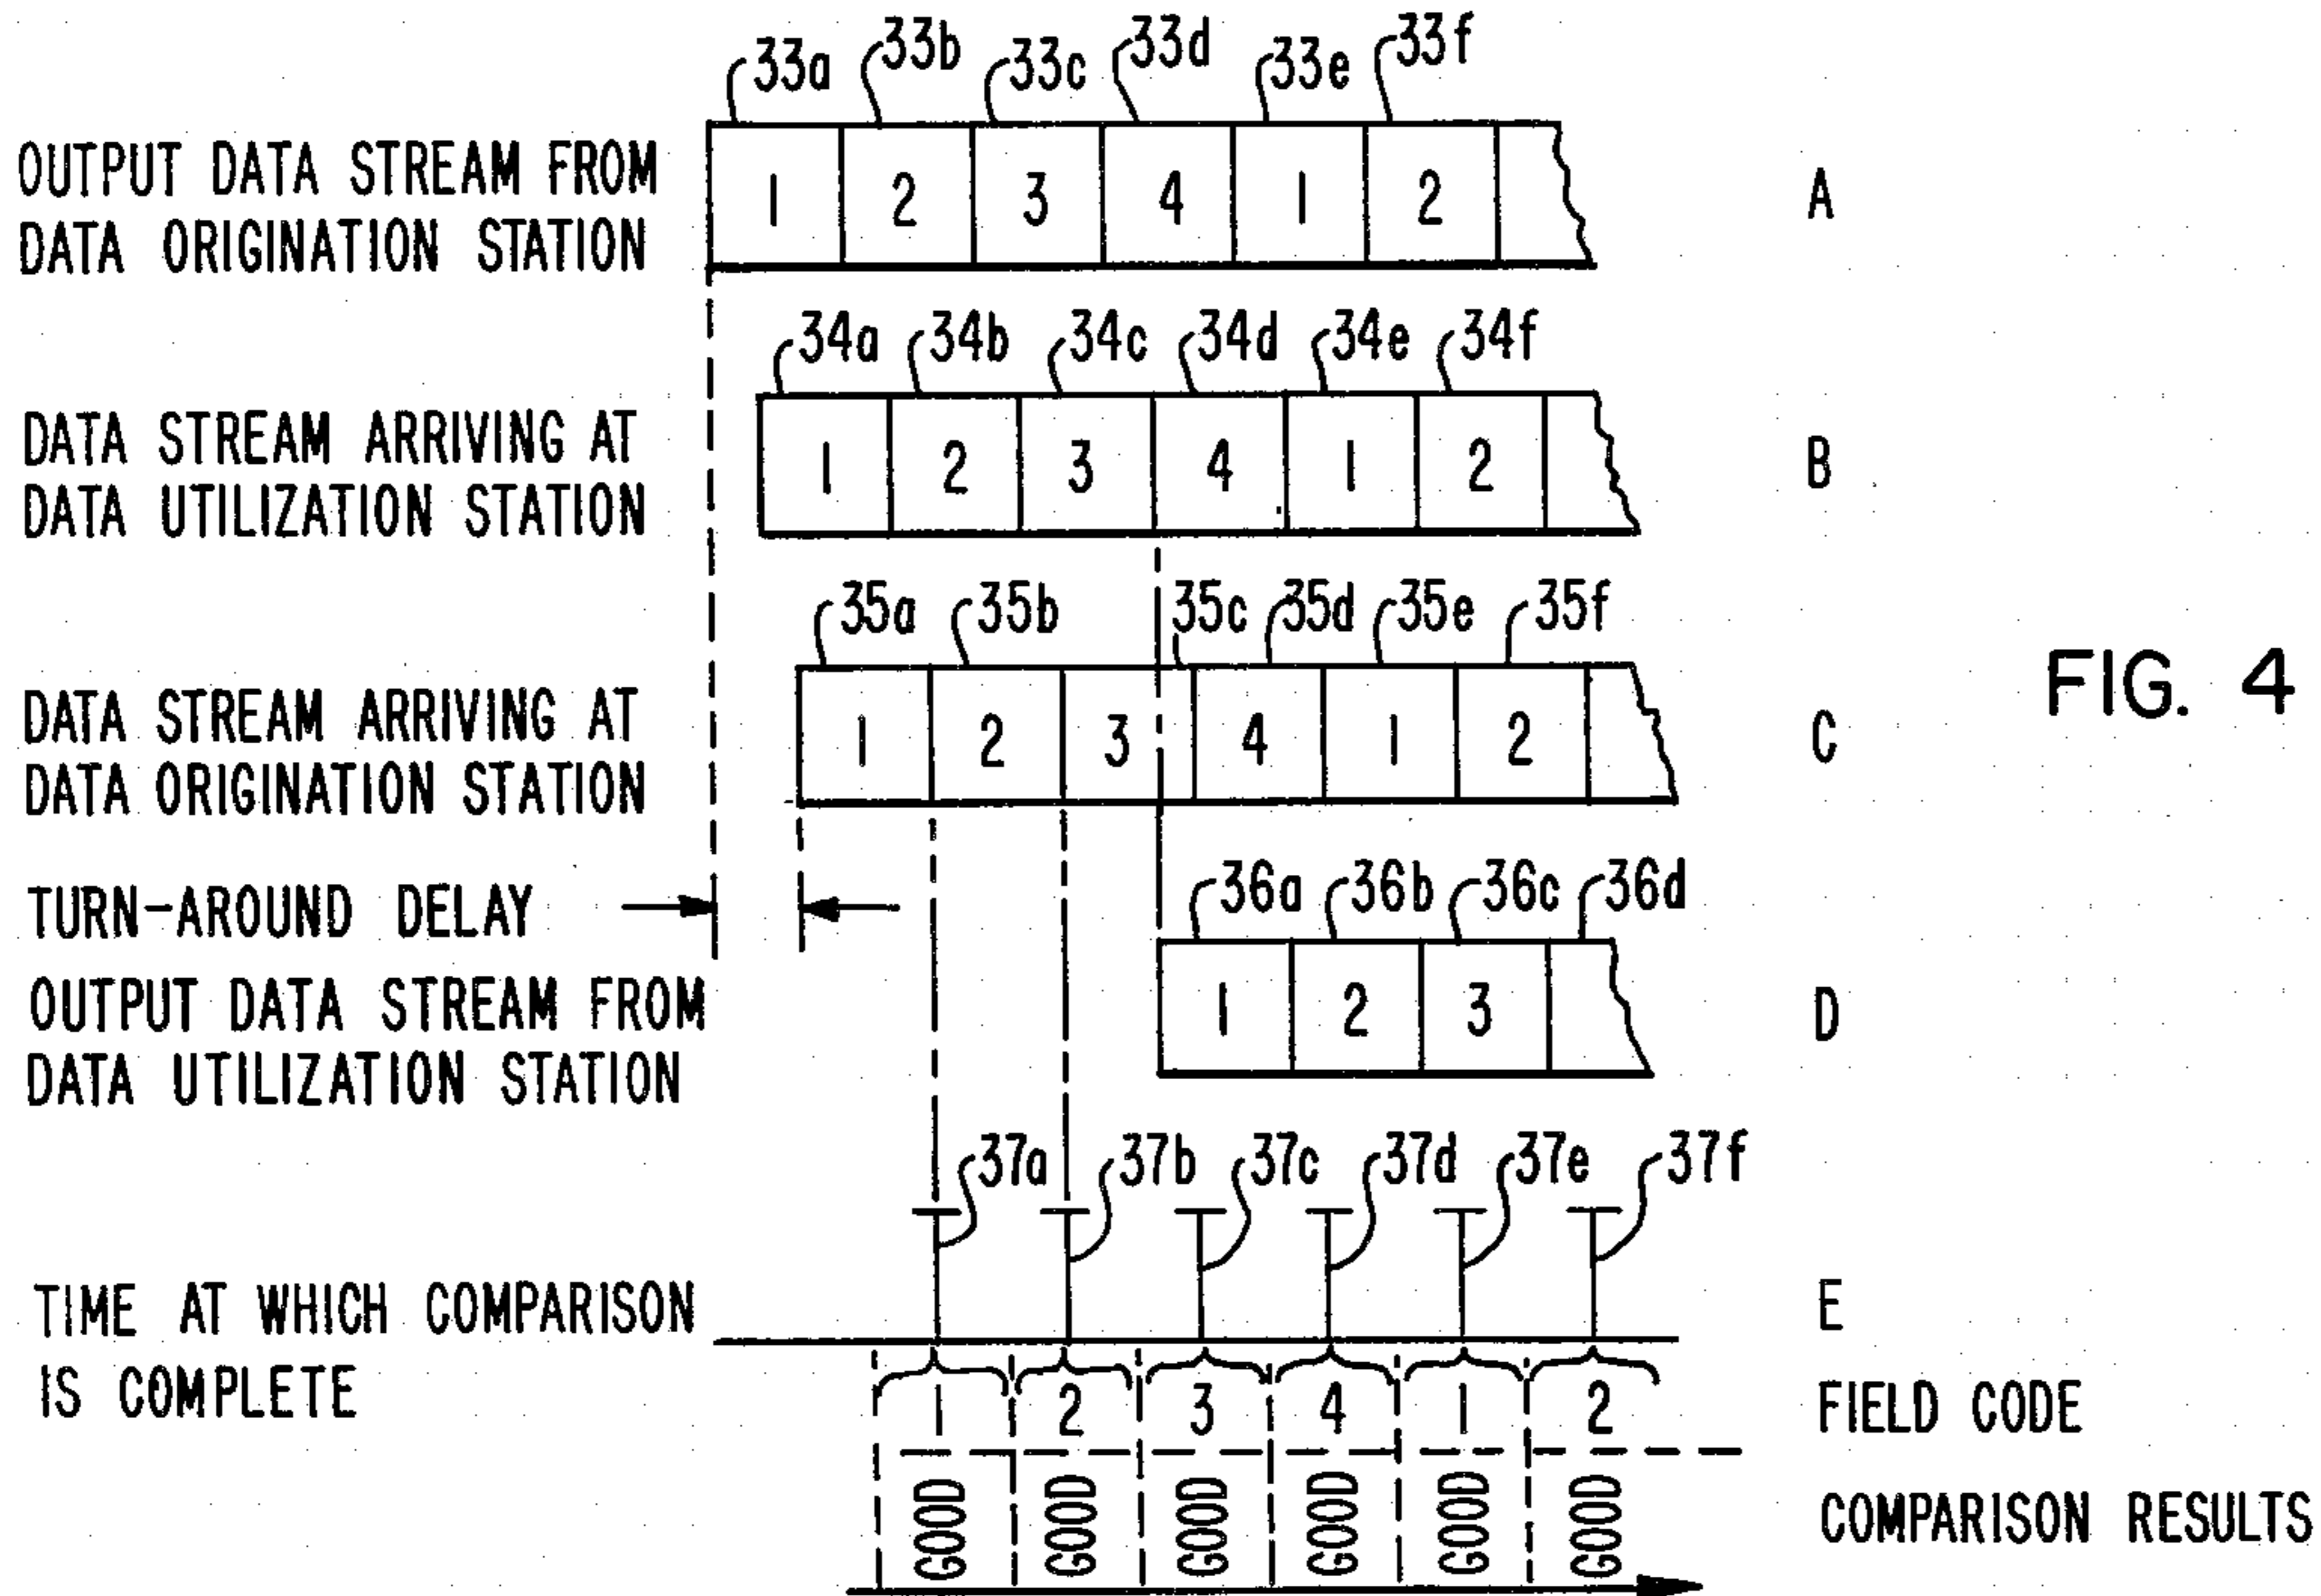 33a 33b 33c 33d 33e 33f
OUTPUT DATA STREAM FROM
DATA ORIGINATION STATION
1 2 3 4 1 2
A
34a 34b 34c 34d 34e 34f
DATA STREAM ARRIVING AT
DATA UTILIZATION STATION
1 2 3 4 1 2
B
35a 35b 35c 35d 35e 35f
DATA STREAM ARRIVING AT
DATA ORIGINATION STATION
1 2 3 4 1 2
C
FIG. 4
TURN-AROUND DELAY
36a 36b 36c 36d
OUTPUT DATA STREAM FROM
DATA UTILIZATION STATION
1 2 3
D
37a 37b 37c 37d 37e 37f
TIME AT WHICH COMPARISON
IS COMPLETE
E
1 2 3 4 1 2
FIELD CODE
GOOD GOOD GOOD GOOD GOOD GOOD
COMPARISON RESULTS